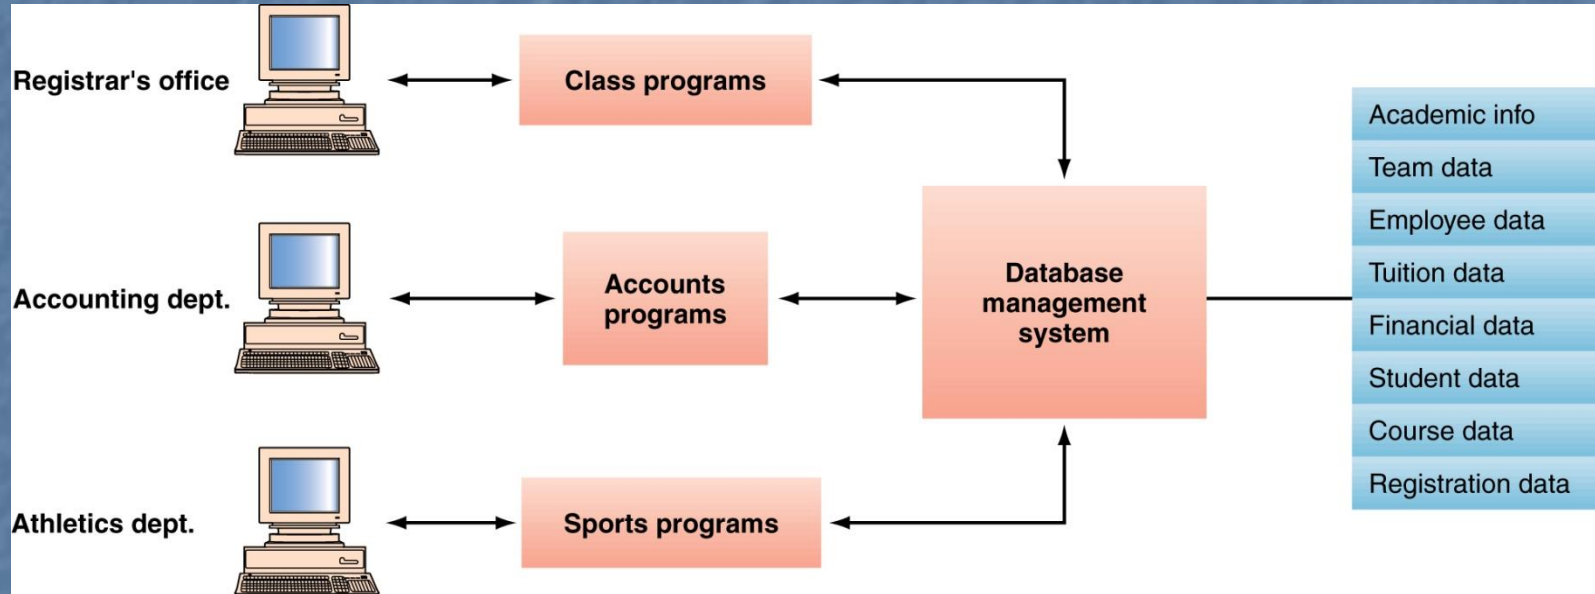 Registrar's office
Class programs
Accounting dept.
Accounts
programs
Athletics dept.
Sports programs
Database
management
system
Academic info
Team data
Employee data
Tuition data
Financial data
Student data
Course data
Registration data